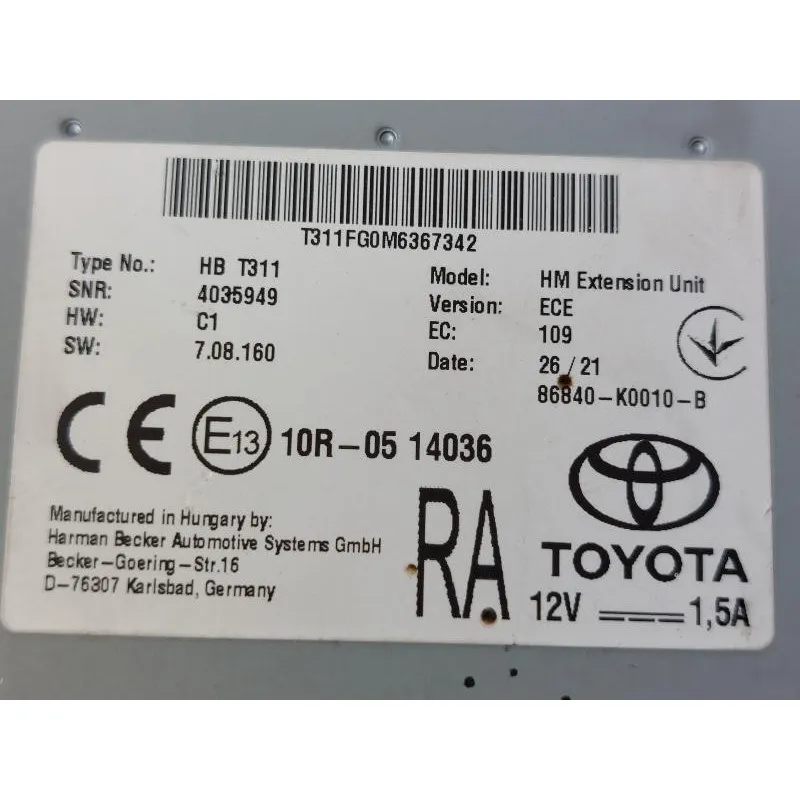 T311FG0M6367342
Type No.: HB T311
SNR: 4035949
HW: C1
SW: 7.08.160
Model: HM Extension Unit
Version: ECE
EC: 109
Date: 26 / 21
86840-K0010-B
CE E13 10R-05 14036
Manufactured in Hungary by:
Harman Becker Automotive Systems GmbH
Becker-Goering-Str.16
D-76307 Karlsbad, Germany
RA
TOYOTA
12V 1,5A